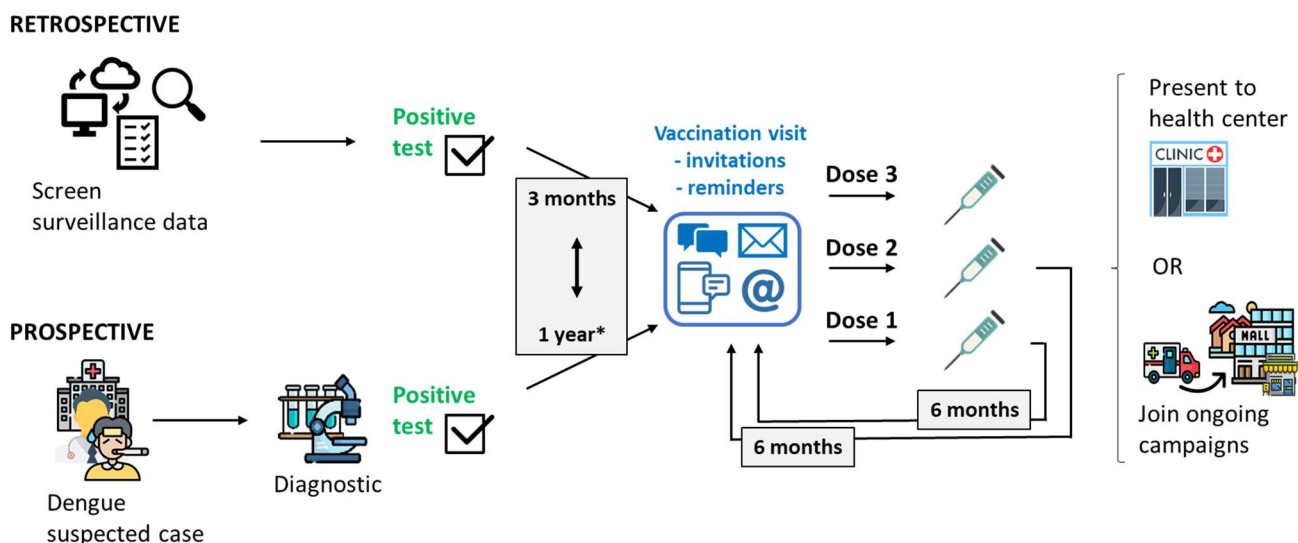 RETROSPECTIVE
Screen
surveillance data
Positive
test
3 months
1 year*
PROSPECTIVE
Dengue
suspected case
Diagnostic
Positive
test
Vaccination visit
- invitations
- reminders
@
Dose 3
Dose 2
Dose 1
6 months
6 months
Present to
health center
CLINIC
OR
MALL
Join ongoing
campaigns